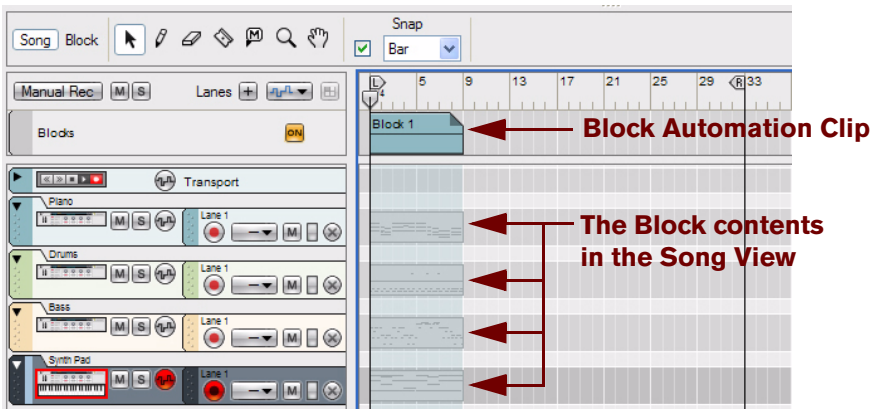 Snap
Song Block M Bar
Manual Rec M S Lanes + L 5 9 13 17 21 25 29 R 33
4
Blocks ON Block 1 Block Automation Clip
Transport
Piano
M S Lane 1 M The Block contents
in the Song View
Drums
M S Lane 1 M
Bass
M S Lane 1 M
Synth Pad
M S Lane 1 M